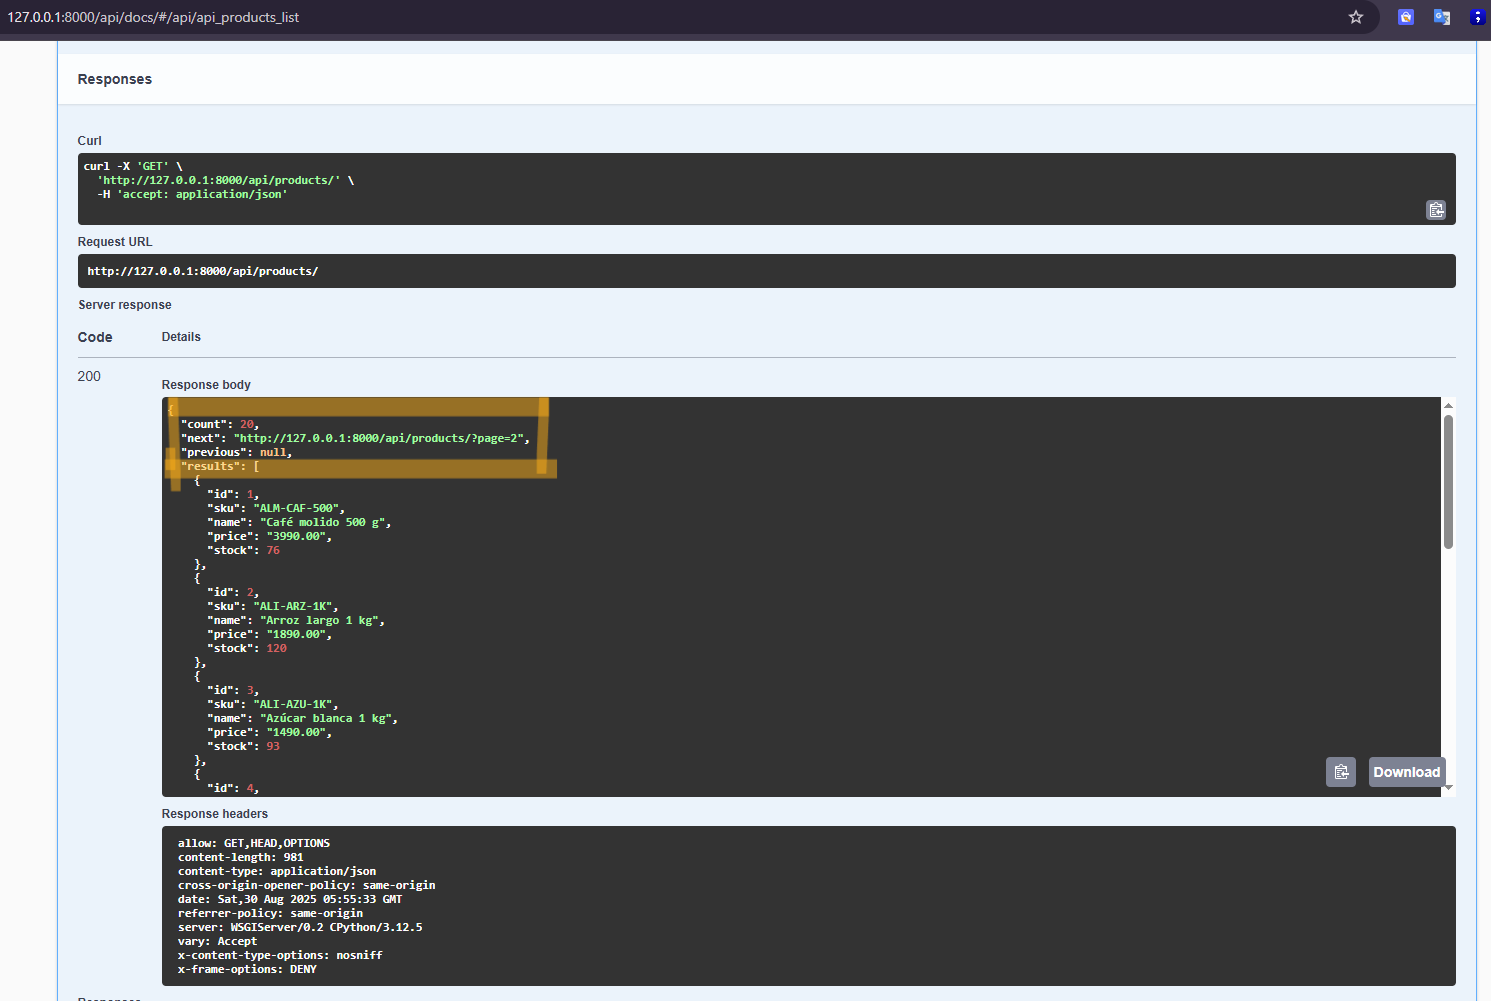 127.0.0.1:8000/api/docs/#/api/api_products_list
Responses
Curl
curl -X 'GET' \
'http://127.0.0.1:8000/api/products/' \
-H 'accept: application/json'
Request URL
http://127.0.0.1:8000/api/products/
Server response
Code Details
200
Response body
{
"count": 20,
"next": "http://127.0.0.1:8000/api/products/?page=2",
"previous": null,
"results": [
{
"id": 1,
"sku": "ALM-CAF-500",
"name": "Café molido 500 g",
"price": "3990.00",
"stock": 76
},
{
"id": 2,
"sku": "ALI-ARZ-1K",
"name": "Arroz largo 1 kg",
"price": "1890.00",
"stock": 120
},
{
"id": 3,
"sku": "ALI-AZU-1K",
"name": "Azúcar blanca 1 kg",
"price": "1490.00",
"stock": 93
},
{
"id": 4,
Download
Response headers
allow: GET,HEAD,OPTIONS
content-length: 981
content-type: application/json
cross-origin-opener-policy: same-origin
date: Sat,30 Aug 2025 05:55:33 GMT
referrer-policy: same-origin
server: WSGIServer/0.2 CPython/3.12.5
vary: Accept
x-content-type-options: nosniff
x-frame-options: DENY
Responses